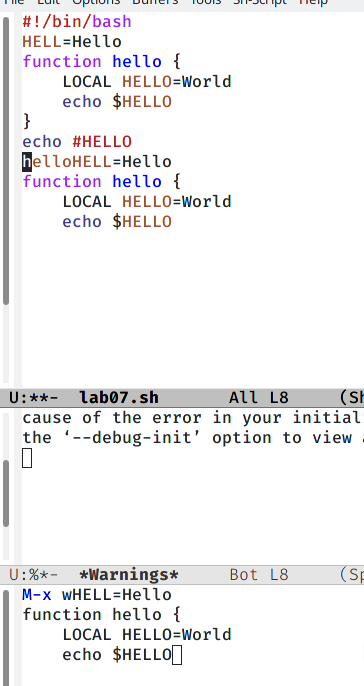 File Edit Options Buffers Tools Sh-Script Help
#!/bin/bash
HELL=Hello
function hello {
    LOCAL HELLO=World
    echo $HELLO
}
echo #HELLO
helloHELL=Hello
function hello {
    LOCAL HELLO=World
    echo $HELLO
U:**-  lab07.sh       All L8     (Sh
cause of the error in your initial
the ‘--debug-init’ option to view
U:%*-  *Warnings*     Bot L8     (Sp
M-x wHELL=Hello
function hello {
    LOCAL HELLO=World
    echo $HELLO